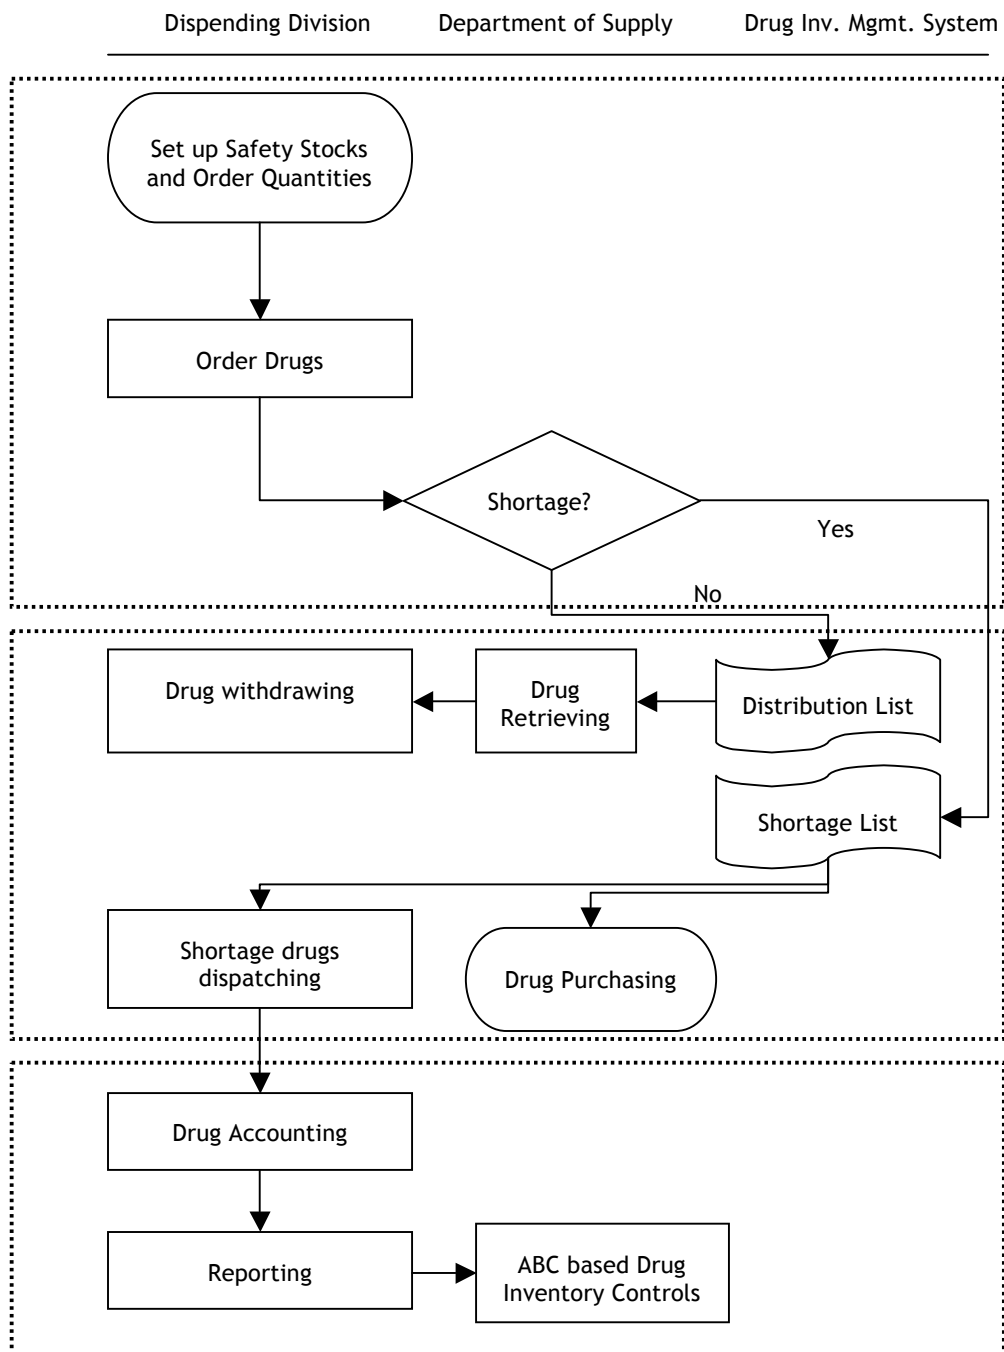 Dispending Division
Department of Supply
Drug Inv. Mgmt. System
Set up Safety Stocks
and Order Quantities
Order Drugs
Shortage?
Yes
No
Drug withdrawing
Drug
Retrieving
Distribution List
Shortage List
Shortage drugs
dispatching
Drug Purchasing
Drug Accounting
Reporting
ABC based Drug
Inventory Controls